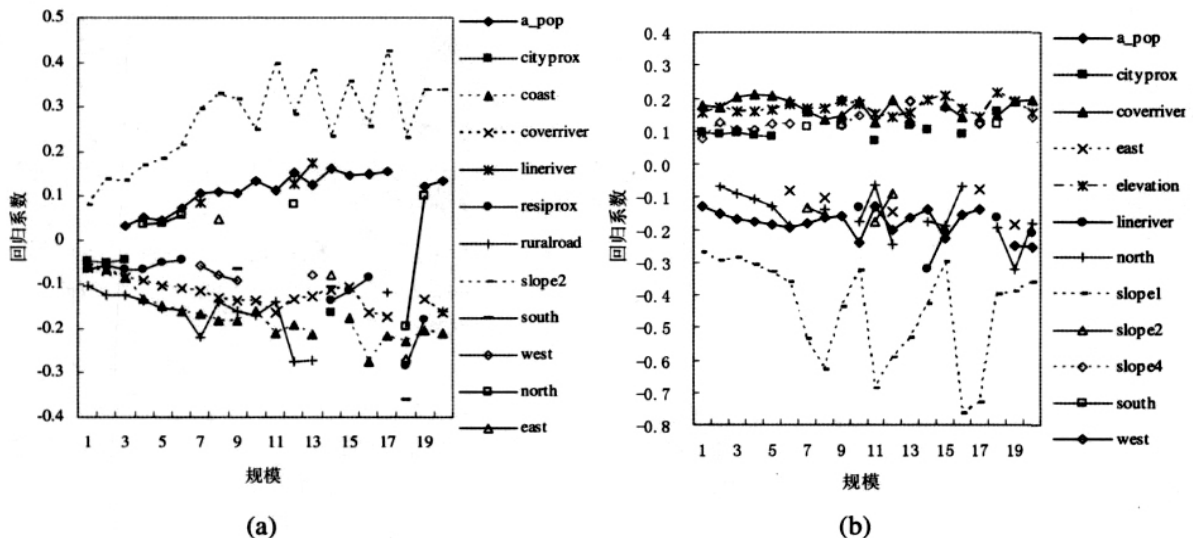 0.5
0.4
0.3
0.2
0.1
0
-0.1
-0.2
-0.3
-0.4
回归系数
1 3 5 7 9 11 13 15 17 19
规模
a_pop
cityprox
coast
coverriver
lineriver
resiprox
ruralroad
slope2
south
west
north
east
(a)
0.4
0.3
0.2
0.1
0.0
-0.1
-0.2
-0.3
-0.4
-0.5
-0.6
-0.7
-0.8
回归系数
1 3 5 7 9 11 13 15 17 19
规模
a_pop
cityprox
coverriver
east
elevation
lineriver
north
slope1
slope2
slope4
south
west
(b)